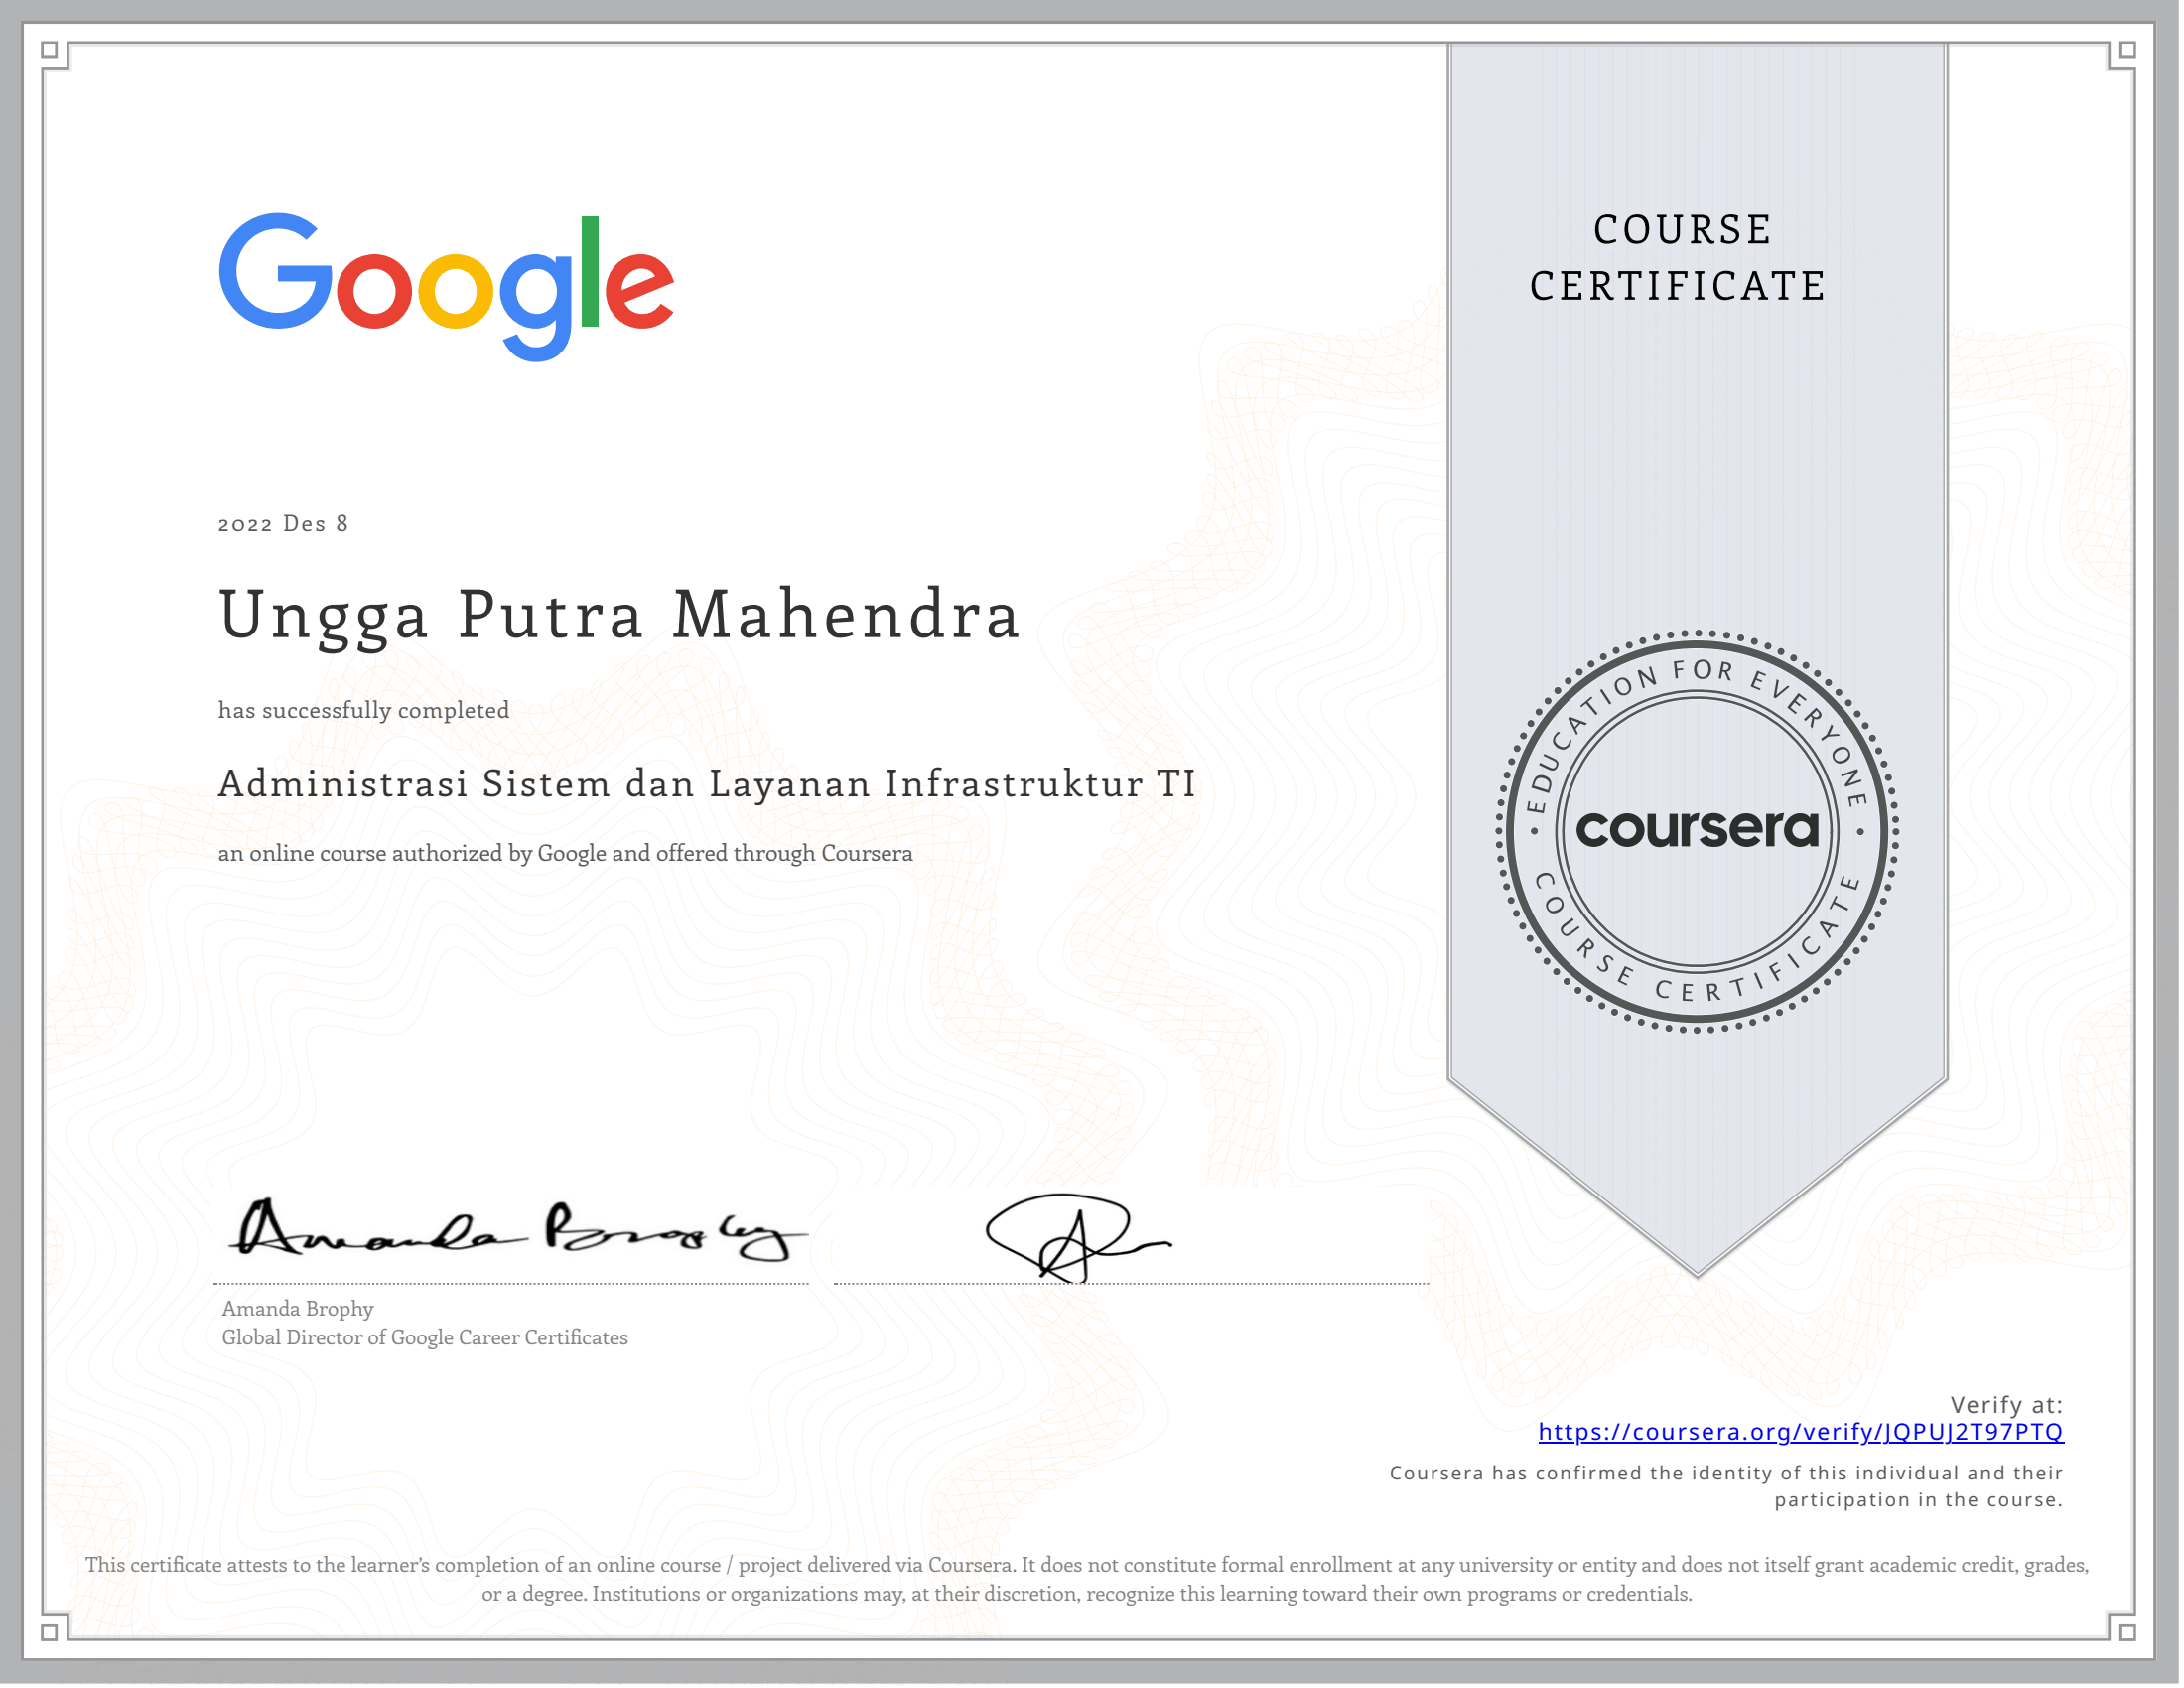 Google
COURSE
CERTIFICATE
2022 Des 8
Ungga Putra Mahendra
has successfully completed
Administrasi Sistem dan Layanan Infrastruktur TI
an online course authorized by Google and offered through Coursera
EDUCATION FOR EVERYONE
coursera
COURSE CERTIFICATE
Amanda Brophy
Amanda Brophy
Global Director of Google Career Certificates
Verify at:
https://coursera.org/verify/JQPUJ2T97PTQ
Coursera has confirmed the identity of this individual and their
participation in the course.
This certificate attests to the learner's completion of an online course / project delivered via Coursera. It does not constitute formal enrollment at any university or entity and does not itself grant academic credit, grades,
or a degree. Institutions or organizations may, at their discretion, recognize this learning toward their own programs or credentials.